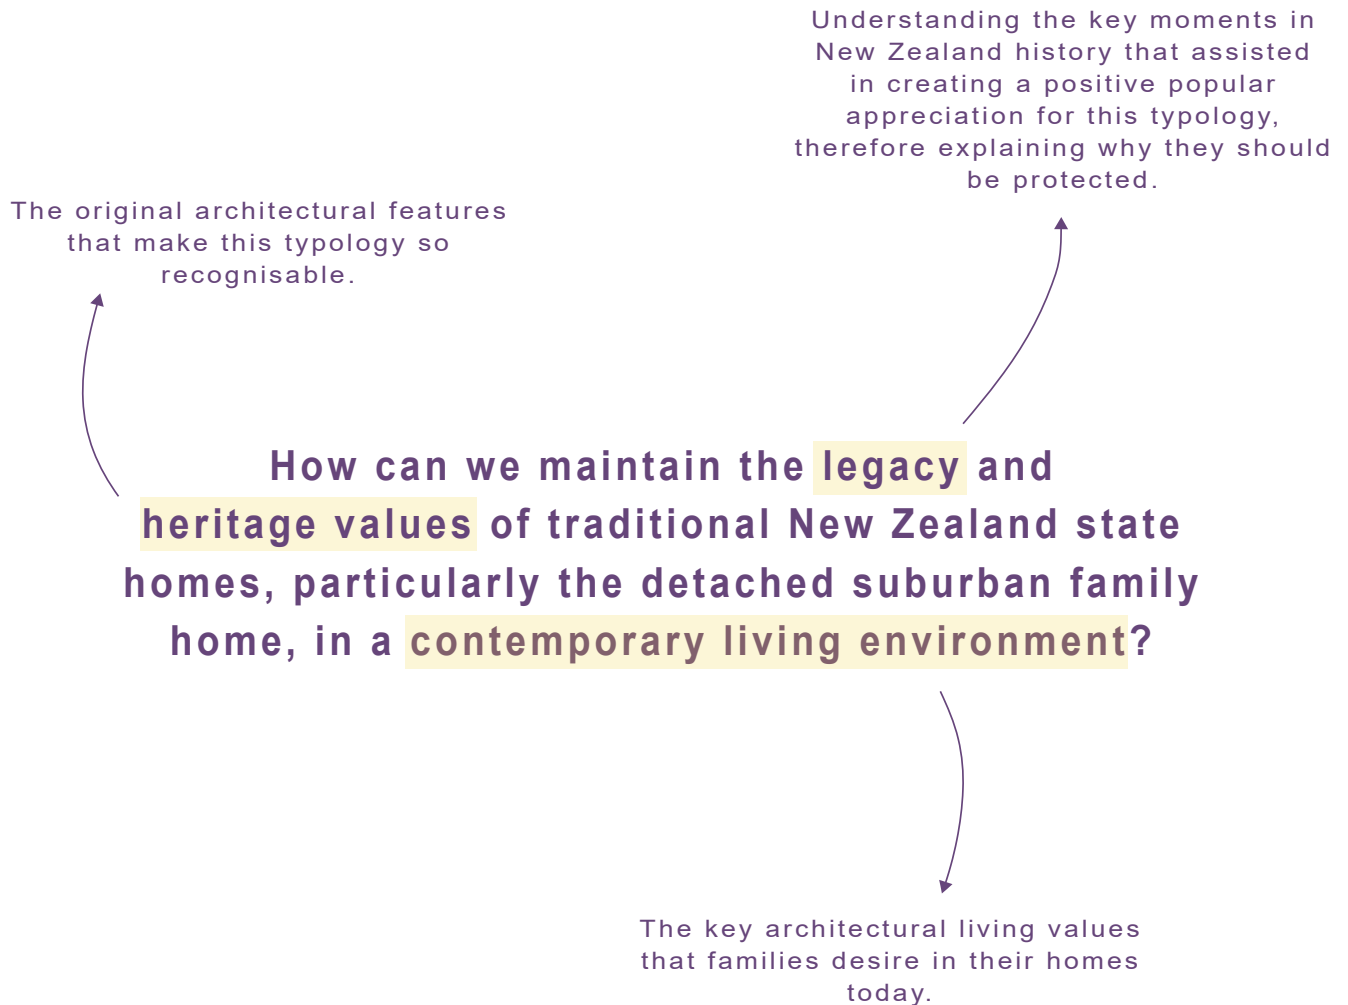 Understanding the key moments in
New Zealand history that assisted
in creating a positive popular
appreciation for this typology,
therefore explaining why they should
be protected.
The original architectural features
that make this typology so
recognisable.
How can we maintain the legacy and
heritage values of traditional New Zealand state
homes, particularly the detached suburban family
home, in a contemporary living environment?
The key architectural living values
that families desire in their homes
today.